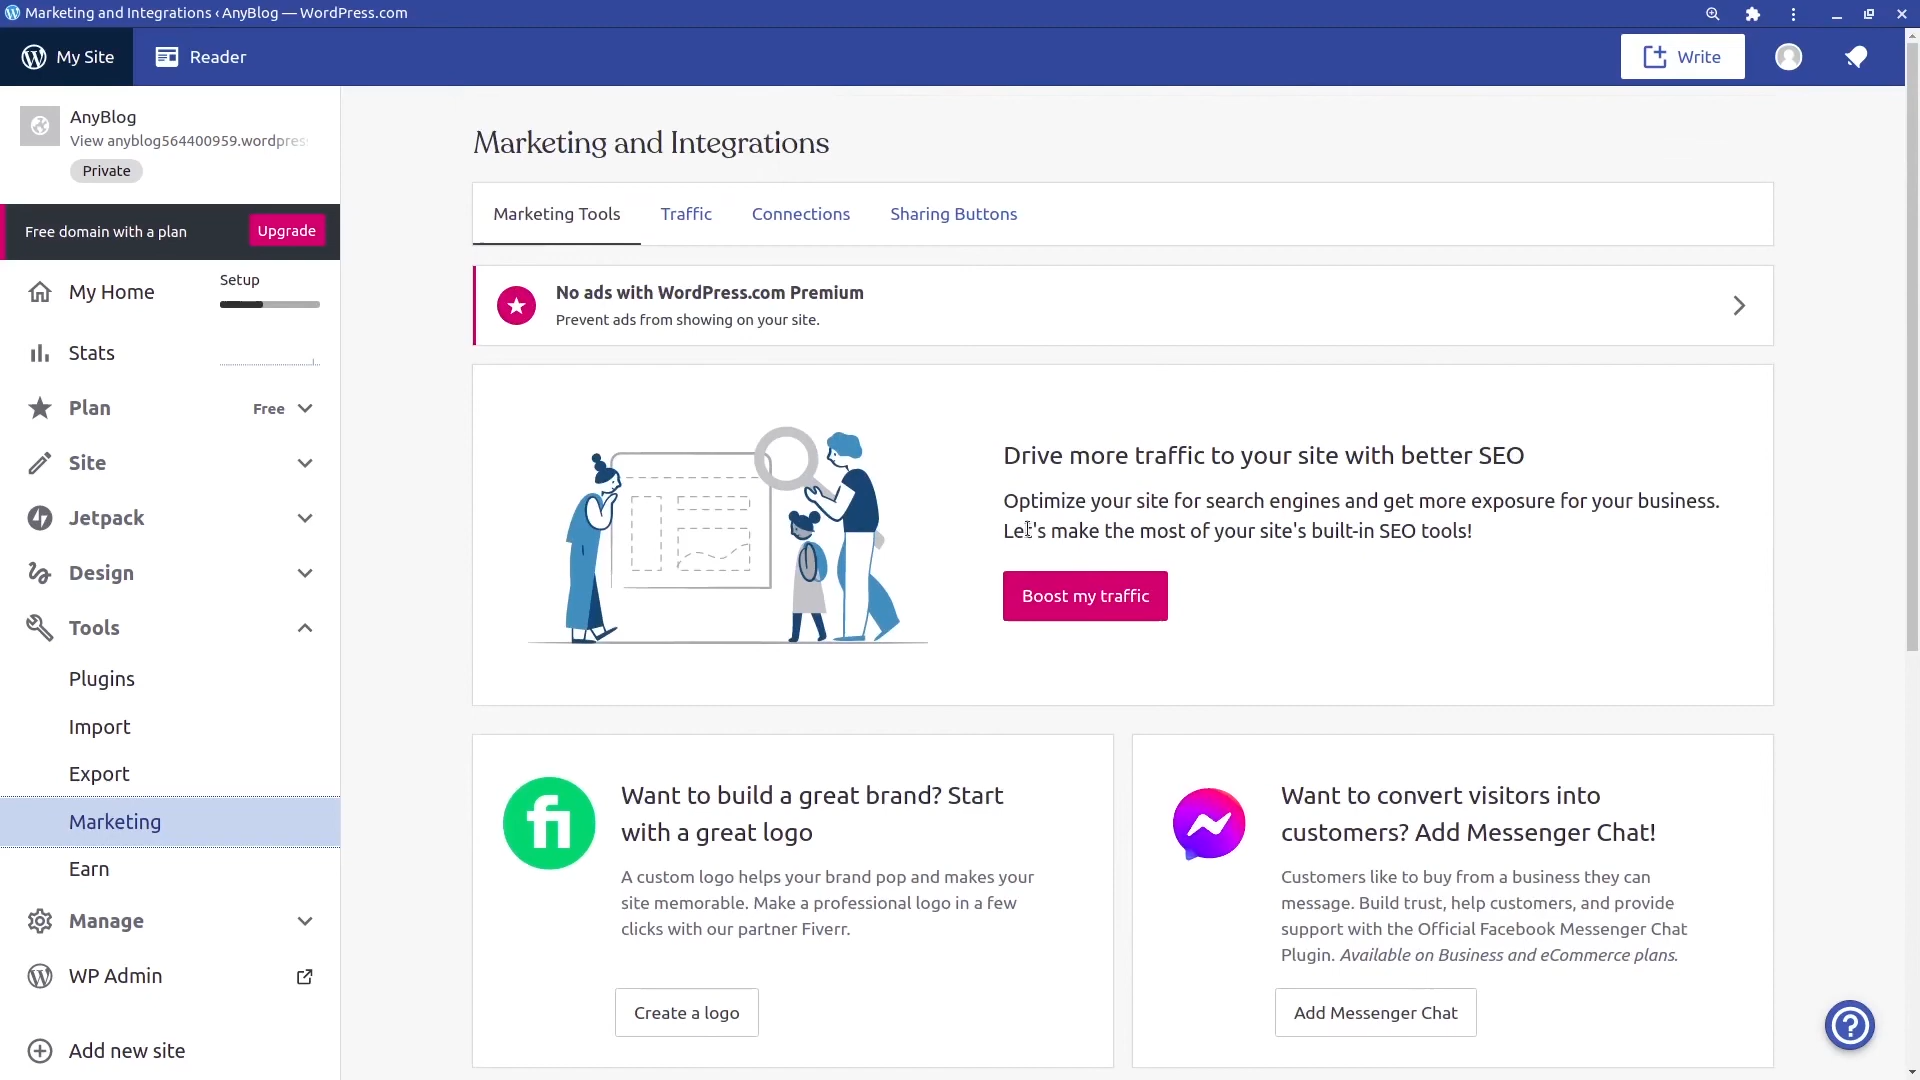 Marketing and Integrations ‹ AnyBlog — WordPress.com
My Site
Reader
Write
AnyBlog
View anyblog564400959.wordpres
Private
Free domain with a plan
Upgrade
My Home
Setup
Stats
Plan
Free
Site
Jetpack
Design
Tools
Plugins
Import
Export
Marketing
Earn
Manage
WP Admin
Add new site
Marketing and Integrations
Marketing Tools
Traffic
Connections
Sharing Buttons
No ads with WordPress.com Premium
Prevent ads from showing on your site.
Drive more traffic to your site with better SEO
Optimize your site for search engines and get more exposure for your business.
Let's make the most of your site's built-in SEO tools!
Boost my traffic
fi
Want to build a great brand? Start
with a great logo
A custom logo helps your brand pop and makes your
site memorable. Make a professional logo in a few
clicks with our partner Fiverr.
Create a logo
Want to convert visitors into
customers? Add Messenger Chat!
Customers like to buy from a business they can
message. Build trust, help customers, and provide
support with the Official Facebook Messenger Chat
Plugin. Available on Business and eCommerce plans.
Add Messenger Chat